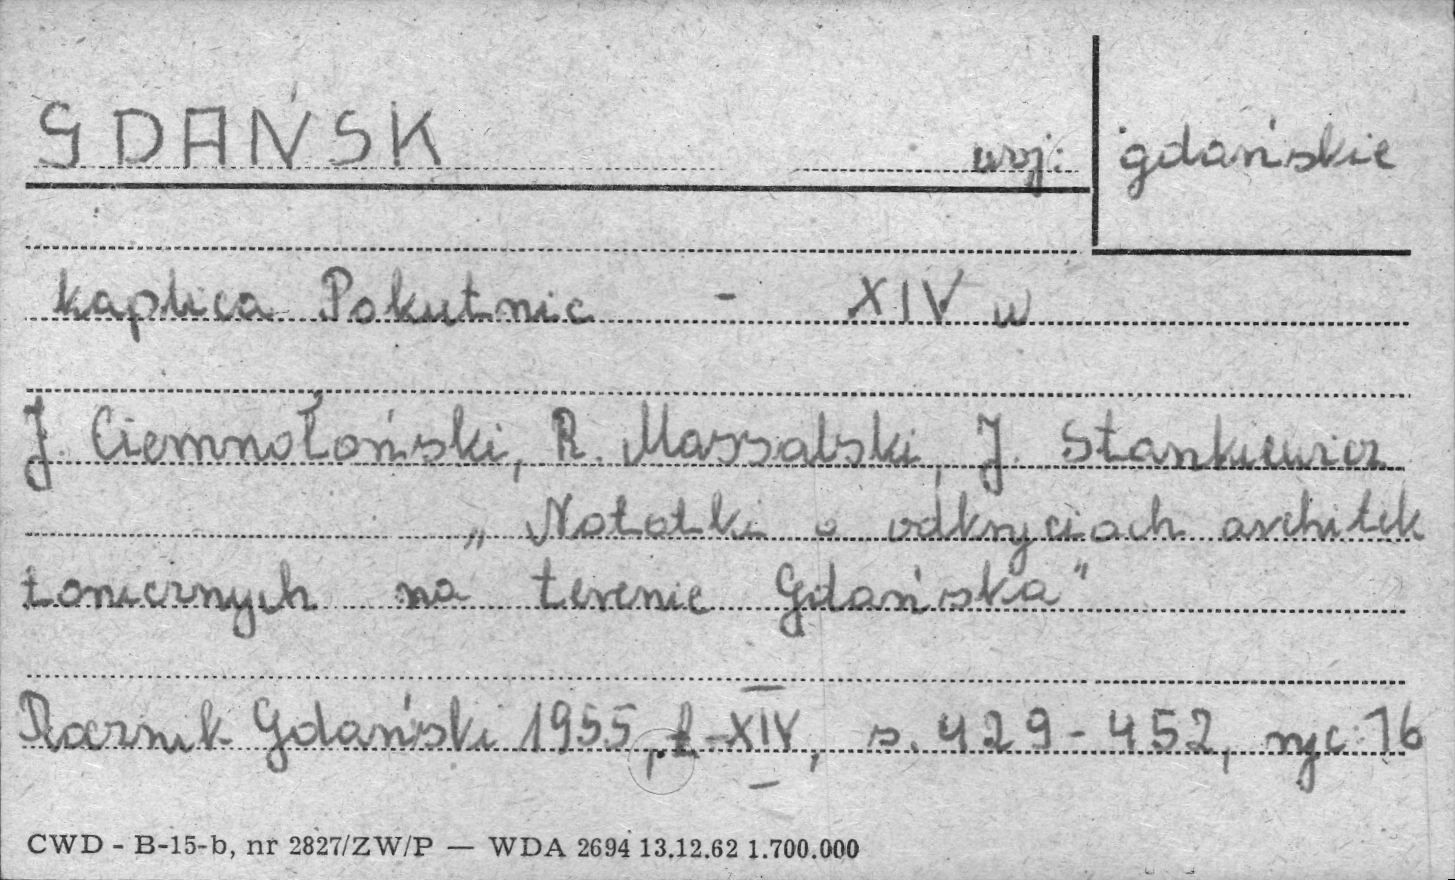 GDAŃSK woj: gdańskie
kaplica Pokutnic - XIV w
J. Ciemnołoński, R. Massalski, J. Stankiewicz
„Notatki o odkryciach architek
tonicznych na terenie Gdańska"
Rocznik Gdański 1955, t-XIV, s. 429-452, ryc 16
CWD - B-15-b, nr 2827/ZW/P — WDA 2694 13.12.62 1.700.000